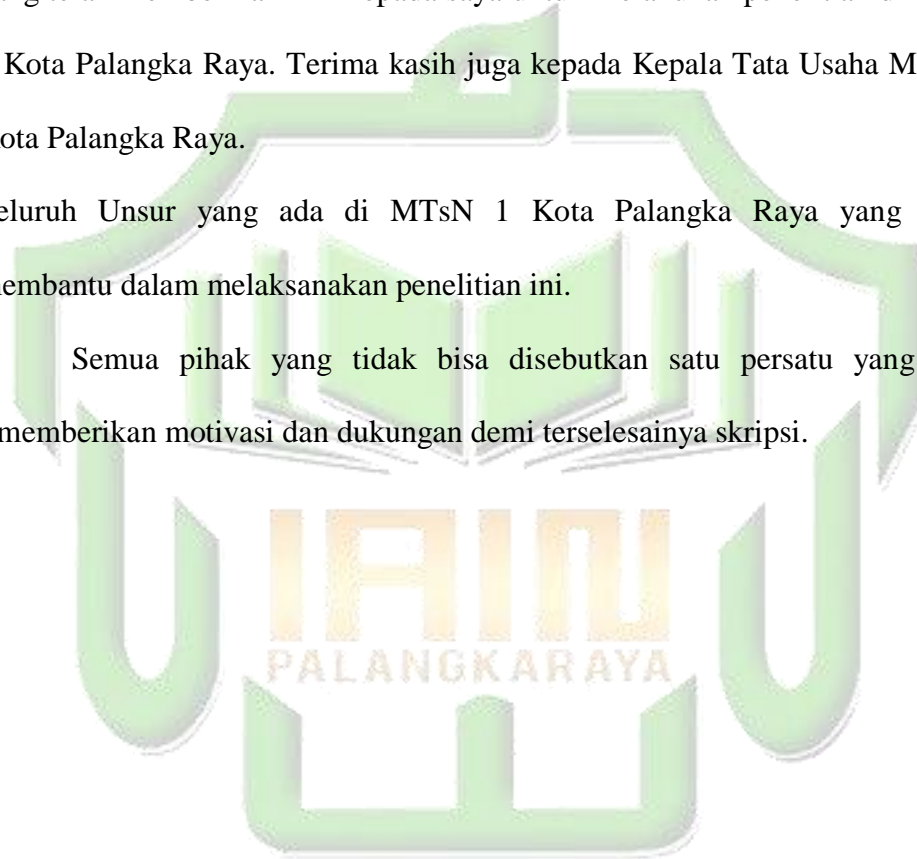 Kota Palangka Raya. Terima kasih juga kepada Kepala Tata Usaha M
ota Palangka Raya.
eluruh Unsur yang ada di MTsN 1 Kota Palangka Raya yang
embantu dalam melaksanakan penelitian ini.
Semua pihak yang tidak bisa disebutkan satu persatu yang
memberikan motivasi dan dukungan demi terselesainya skripsi.
IAIN
PALANGKARAYA